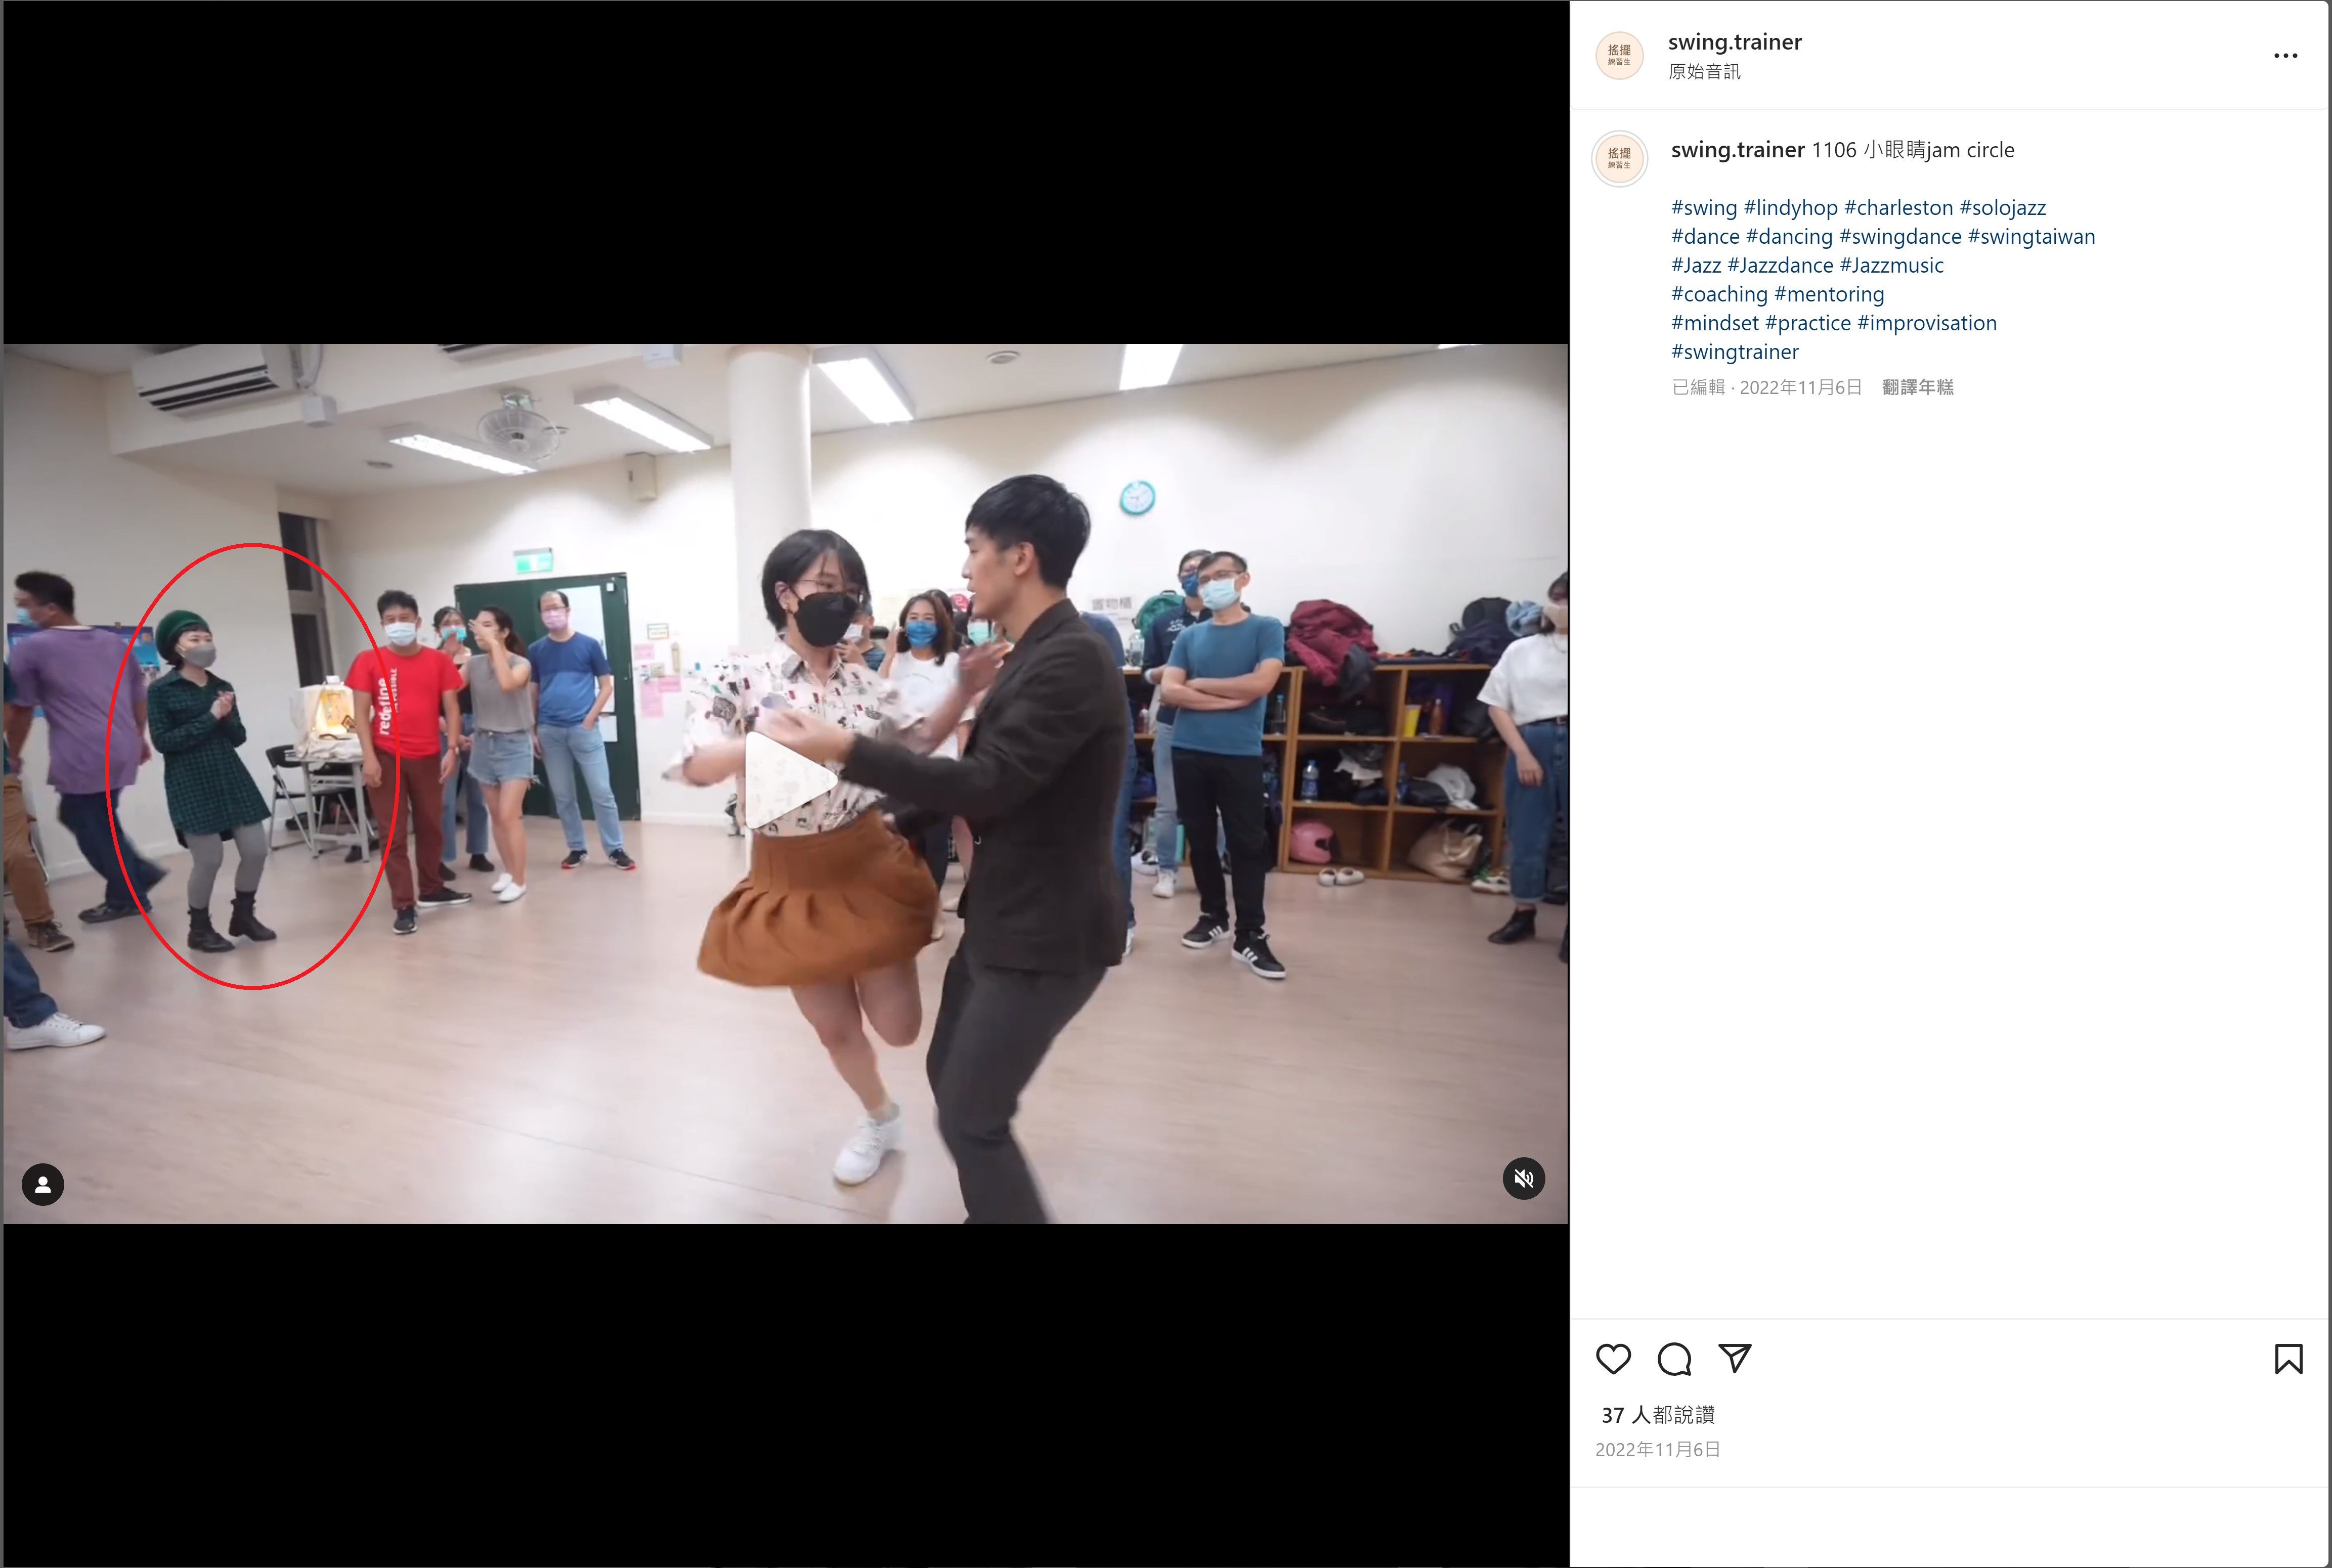 搖擺
練習生
swing.trainer
原始音訊
搖擺
練習生
swing.trainer 1106 小眼睛jam circle
#swing #lindyhop #charleston #solojazz
#dance #dancing #swingdance #swingtaiwan
#Jazz #Jazzdance #Jazzmusic
#coaching #mentoring
#mindset #practice #improvisation
#swingtrainer
已編輯 · 2022年11月6日 翻譯年糕
置物櫃
redefine
37 人都說讚
2022年11月6日